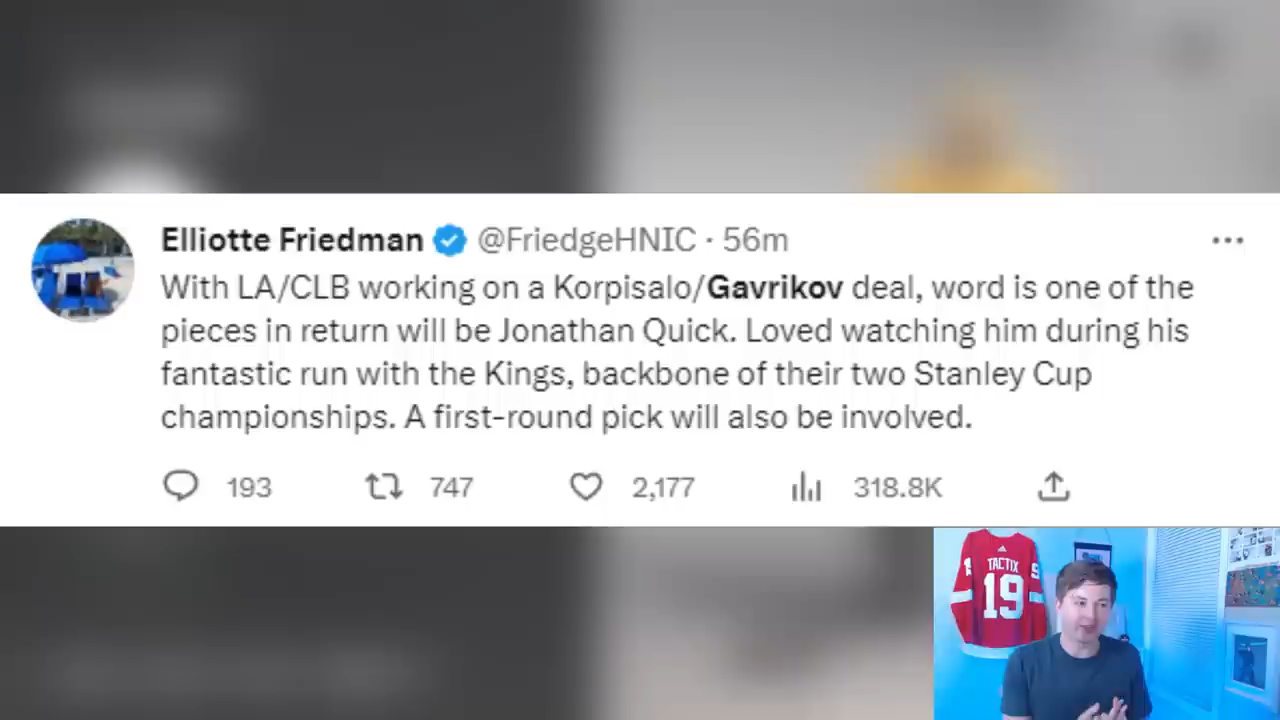 Elliotte Friedman @FriedgeHNIC · 56m
With LA/CLB working on a Korpisalo/Gavrikov deal, word is one of the
pieces in return will be Jonathan Quick. Loved watching him during his
fantastic run with the Kings, backbone of their two Stanley Cup
championships. A first-round pick will also be involved.
193 747 2,177 318.8K
TACTIX
19